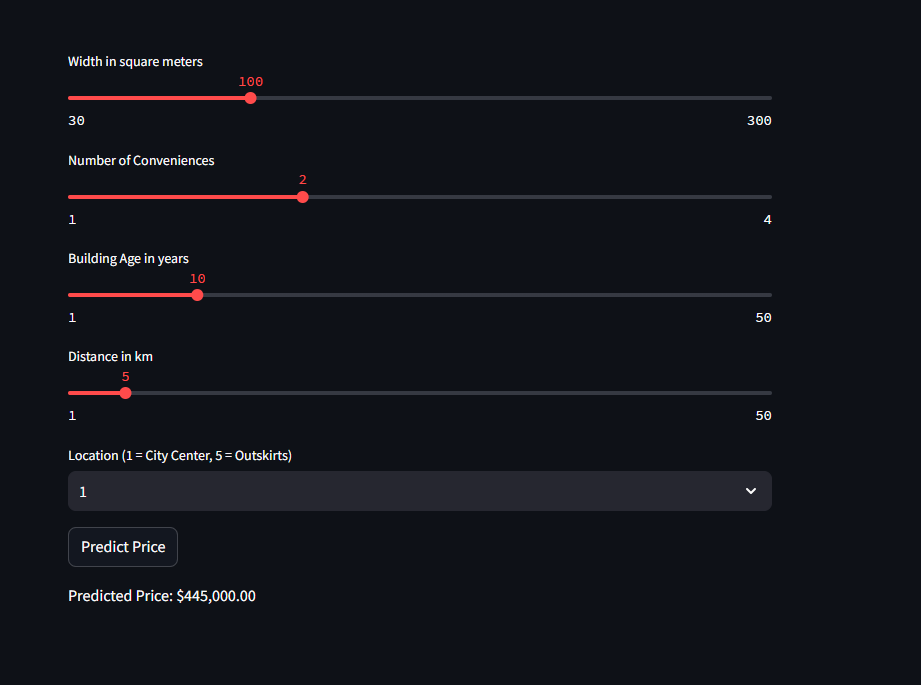 Width in square meters
100
30 300
Number of Conveniences
2
1 4
Building Age in years
10
1 50
Distance in km
5
1 50
Location (1 = City Center, 5 = Outskirts)
1
Predict Price
Predicted Price: $445,000.00